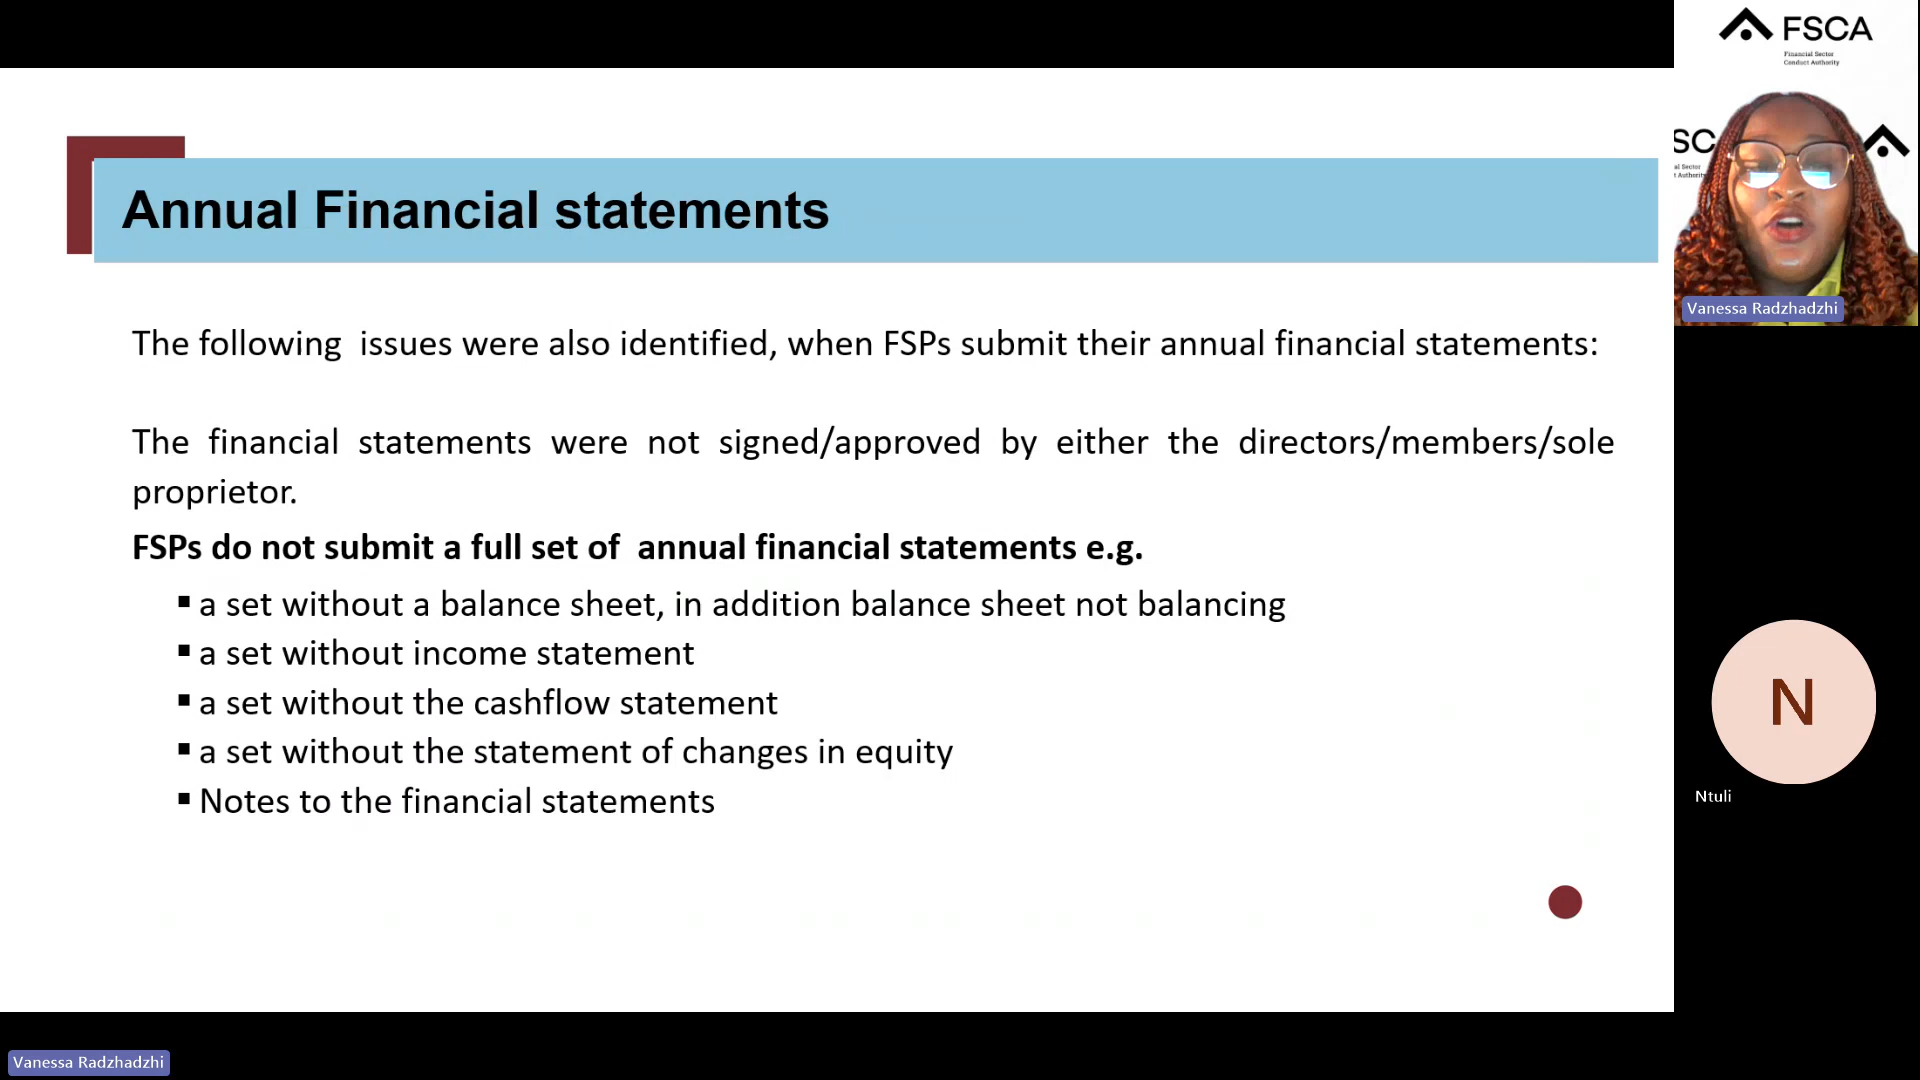 Annual Financial statements
The following issues were also identified, when FSPs submit their annual financial statements:
The financial statements were not signed/approved by either the directors/members/sole
proprietor.
FSPs do not submit a full set of annual financial statements e.g.
▪ a set without a balance sheet, in addition balance sheet not balancing
▪ a set without income statement
▪ a set without the cashflow statement
▪ a set without the statement of changes in equity
▪ Notes to the financial statements
FSCA
Financial Sector
Conduct Authority
SC
al Sector
t Authority
Vanessa Radzhadzhi
N
Ntuli
Vanessa Radzhadzhi